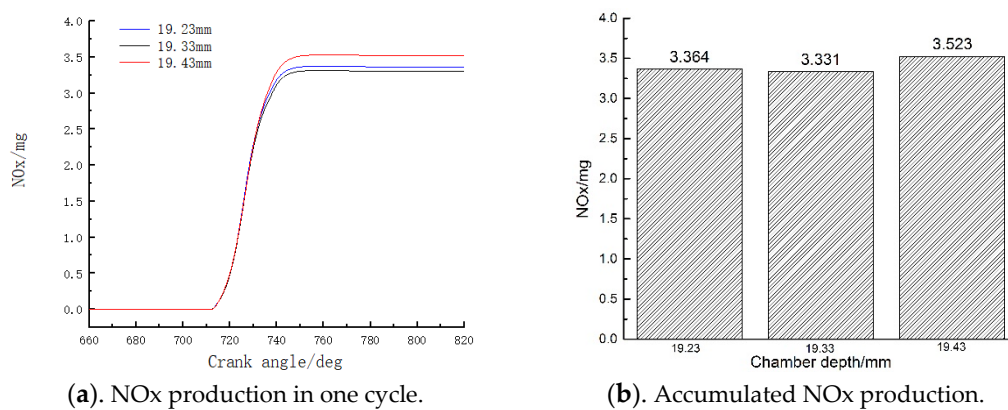 4.0
3.5
3.0
2.5
2.0
1.5
1.0
0.5
0.0
NOx/mg
19.23mm
19.33mm
19.43mm
660 680 700 720 740 760 780 800 820
Crank angle/deg
(a). NOx production in one cycle.
4.0
3.5
3.0
2.5
2.0
1.5
1.0
0.5
0.0
NOx/mg
3.364 3.331 3.523
19.23 19.33 19.43
Chamber depth/mm
(b). Accumulated NOx production.